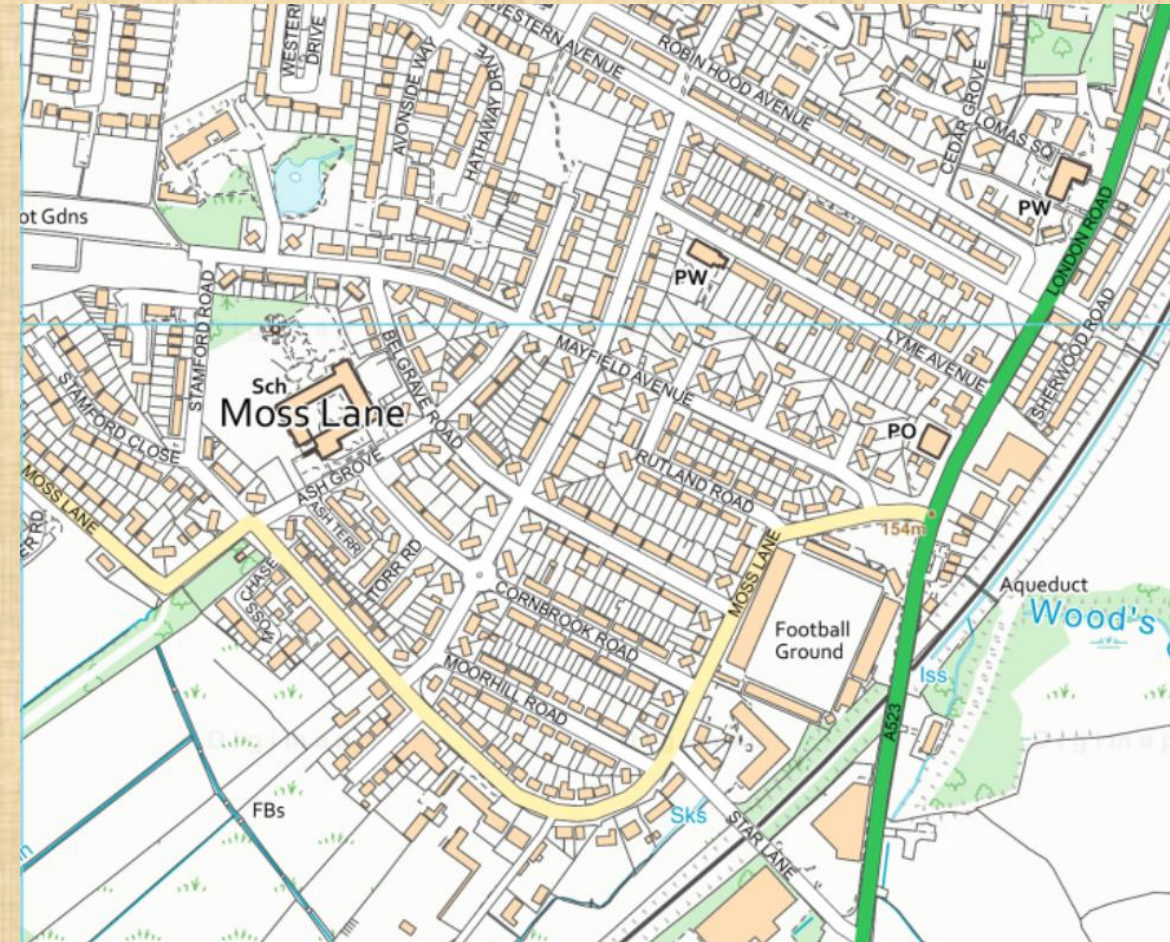 WESTERN
DRIVE
AVONSIDE WAY
HATHAWAY DRIVE
WESTERN AVENUE
ROBIN HOOD AVENUE
CEDAR GROVE
LOMAS SQ
PW
LONDON ROAD
ot Gdns
PW
STAMFORD ROAD
BELGRAVE ROAD
MAYFIELD AVENUE
LYME AVENUE
SHERWOOD ROAD
Sch
Moss Lane
STAMFORD CLOSE
PO
RUTLAND ROAD
ASH GROVE
MOSS LANE
ER RD
ASH TERR
154m
TORR RD
MOSS LANE
Aqueduct
Wood's
MOSS
CHASE
CORNBROOK ROAD
Football
Ground
Iss
MOORHILL ROAD
A523
FBs
Sks
STAR LANE